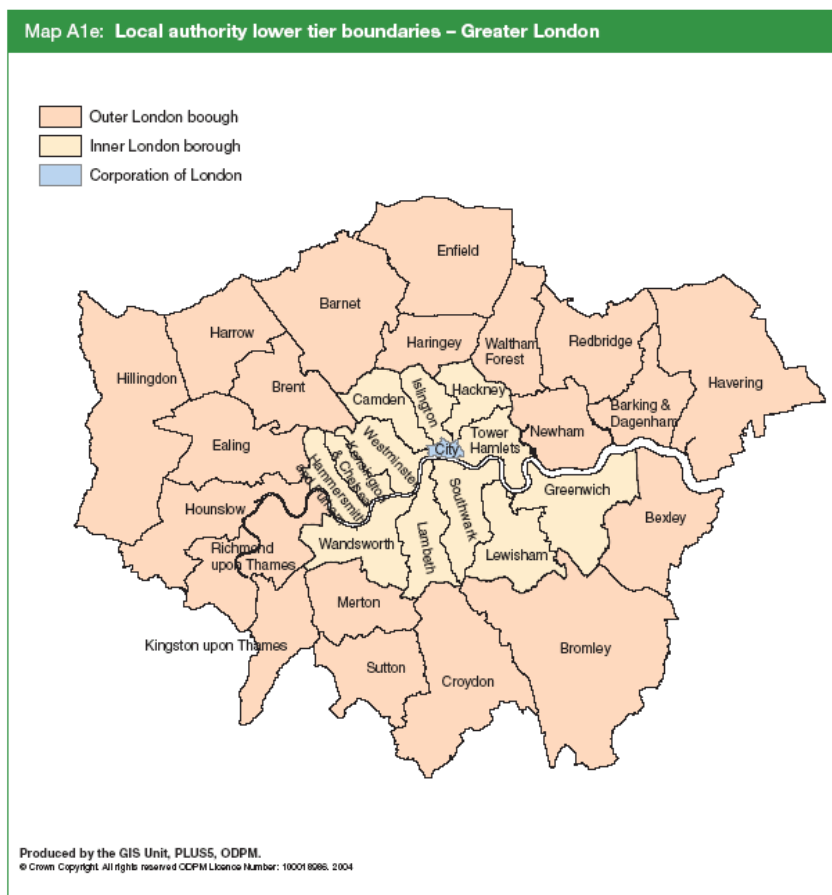 Map A1e: Local authority lower tier boundaries – Greater London
Outer London boough
Inner London borough
Corporation of London
Enfield
Barnet
Harrow
Haringey
Waltham
Forest
Redbridge
Hillingdon
Brent
Camden
Islington
Hackney
Havering
Barking &
Dagenham
Ealing
Westminster
City
Tower
Hamlets
Newham
Kensington
& Chelsea
Hammersmith
Hounslow
Southwark
Greenwich
Bexley
Richmond
upon Thames
Wandsworth
Lambeth
Lewisham
Merton
Kingston upon Thames
Sutton
Croydon
Bromley
Produced by the GIS Unit, PLUS5, ODPM.
© Crown Copyright. All rights reserved ODPM Licence Number: 100018986. 2004